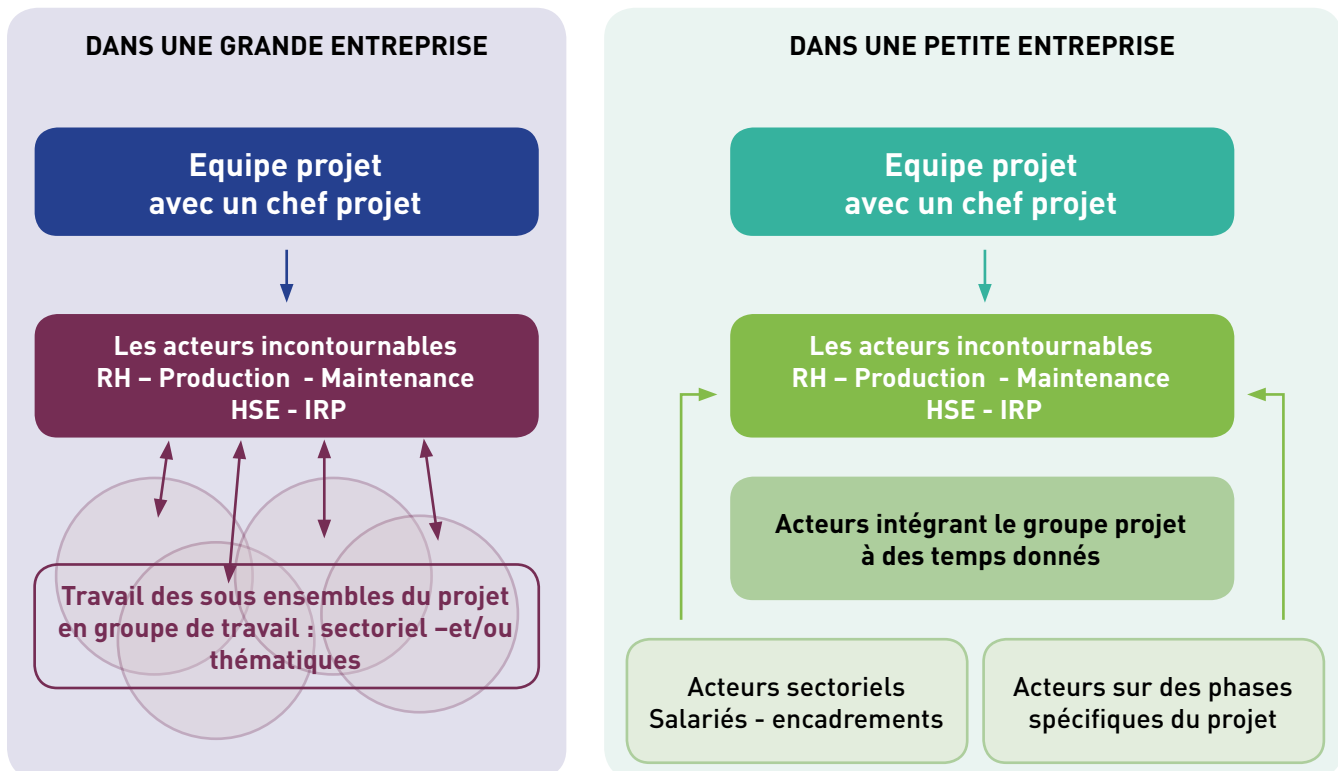 DANS UNE GRANDE ENTREPRISE
Equipe projet
avec un chef projet
Les acteurs incontournables
RH – Production - Maintenance
HSE - IRP
Travail des sous ensembles du projet
en groupe de travail : sectoriel –et/ou
thématiques
DANS UNE PETITE ENTREPRISE
Equipe projet
avec un chef projet
Les acteurs incontournables
RH – Production - Maintenance
HSE - IRP
Acteurs intégrant le groupe projet
à des temps donnés
Acteurs sectoriels
Salariés - encadrements
Acteurs sur des phases
spécifiques du projet